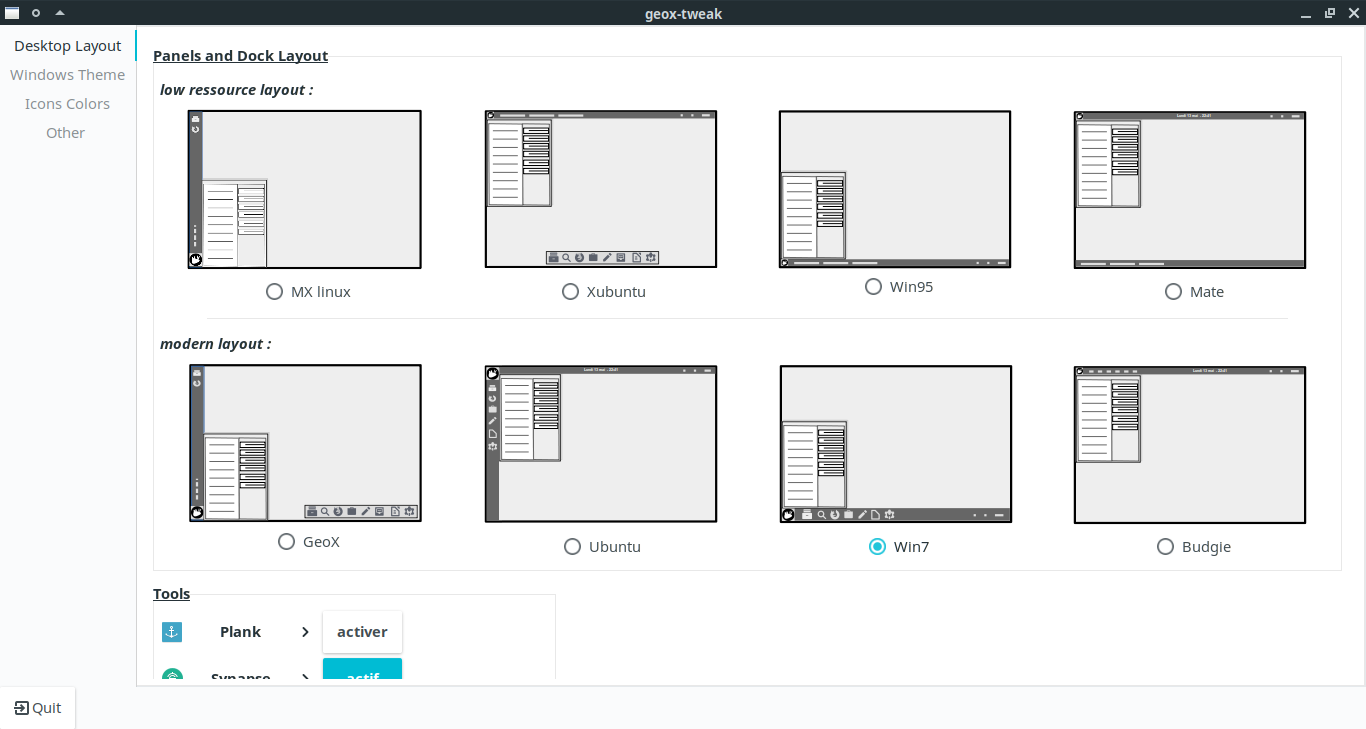 geox-tweak
Desktop Layout
Windows Theme
Icons Colors
Other
Panels and Dock Layout
low ressource layout :
MX linux
Xubuntu
Win95
Mate
modern layout :
GeoX
Ubuntu
Win7
Budgie
Tools
Plank
activer
Synapse
actif
Quit